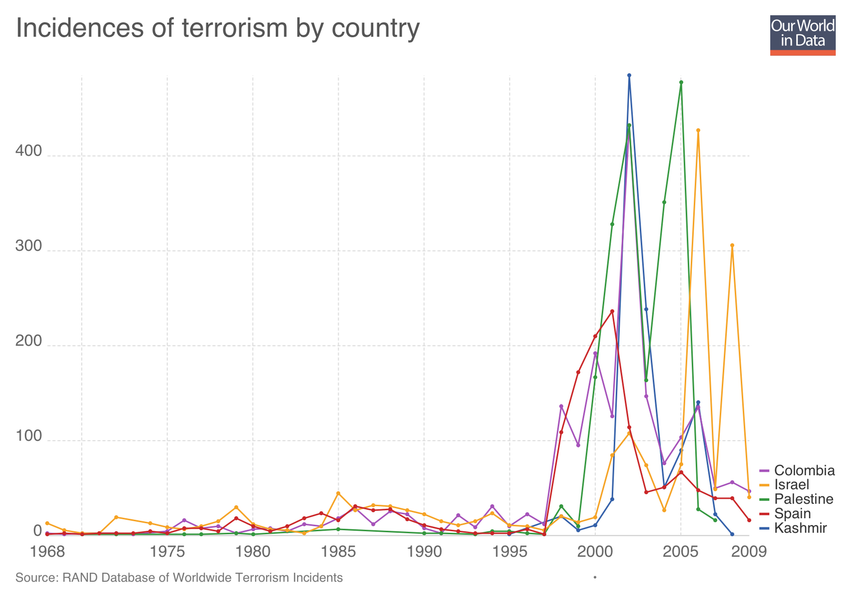 Incidences of terrorism by country
Our World
in Data
400
300
200
100
0
1968 1975 1980 1985 1990 1995 2000 2005 2009
Colombia
Israel
Palestine
Spain
Kashmir
Source: RAND Database of Worldwide Terrorism Incidents